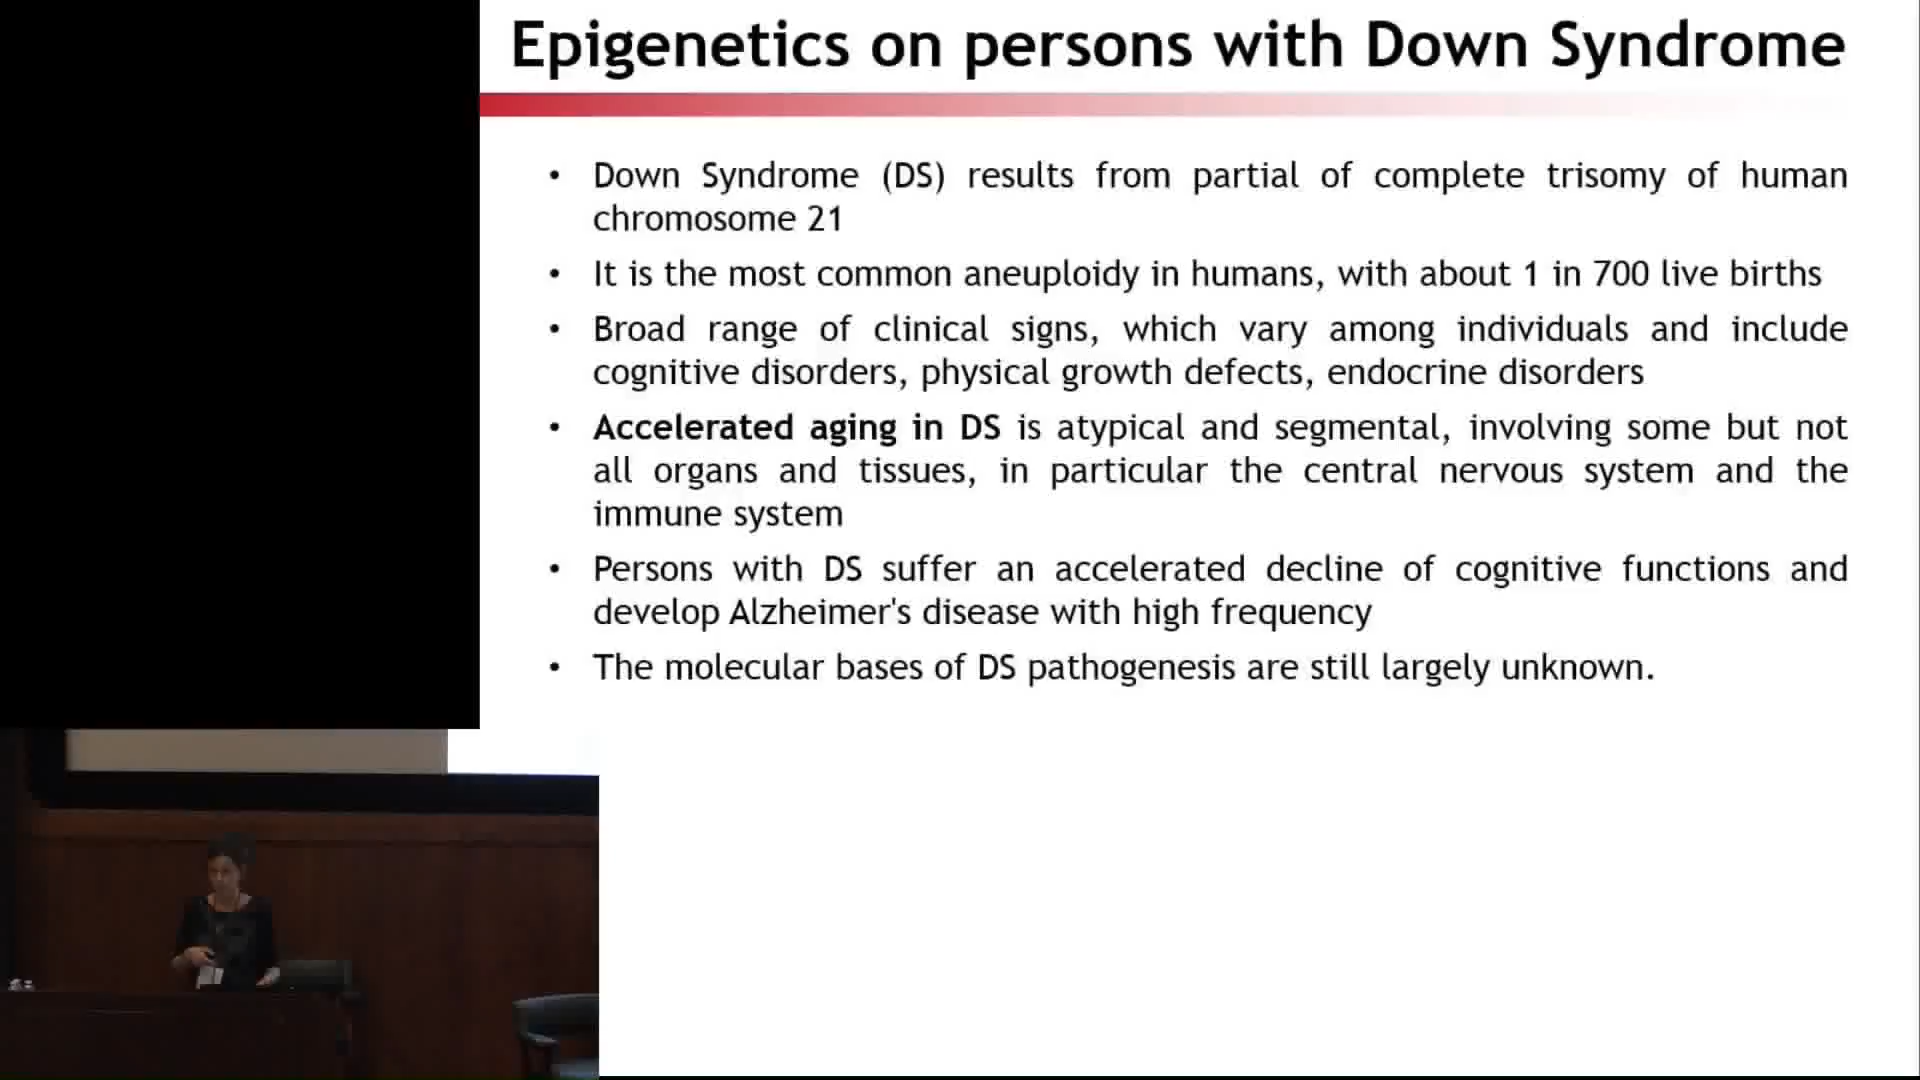 Epigenetics on persons with Down Syndrome
• Down Syndrome (DS) results from partial of complete trisomy of human
chromosome 21
• It is the most common aneuploidy in humans, with about 1 in 700 live births
• Broad range of clinical signs, which vary among individuals and include
cognitive disorders, physical growth defects, endocrine disorders
• Accelerated aging in DS is atypical and segmental, involving some but not
all organs and tissues, in particular the central nervous system and the
immune system
• Persons with DS suffer an accelerated decline of cognitive functions and
develop Alzheimer's disease with high frequency
• The molecular bases of DS pathogenesis are still largely unknown.